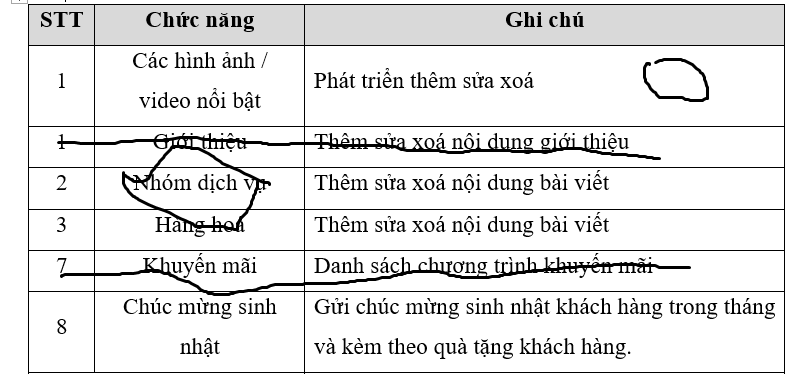 STT Chức năng Ghi chú
Các hình ảnh /
1 Phát triển thêm sửa xoá
video nổi bật
1 Giới thiệu Thêm sửa xoá nội dung giới thiệu
2 Nhóm dịch vụ Thêm sửa xoá nội dung bài viết
3 Hàng hoá Thêm sửa xoá nội dung bài viết
7 Khuyến mãi Danh sách chương trình khuyến mãi
Chúc mừng sinh Gửi chúc mừng sinh nhật khách hàng trong tháng
8
nhật và kèm theo quà tặng khách hàng.